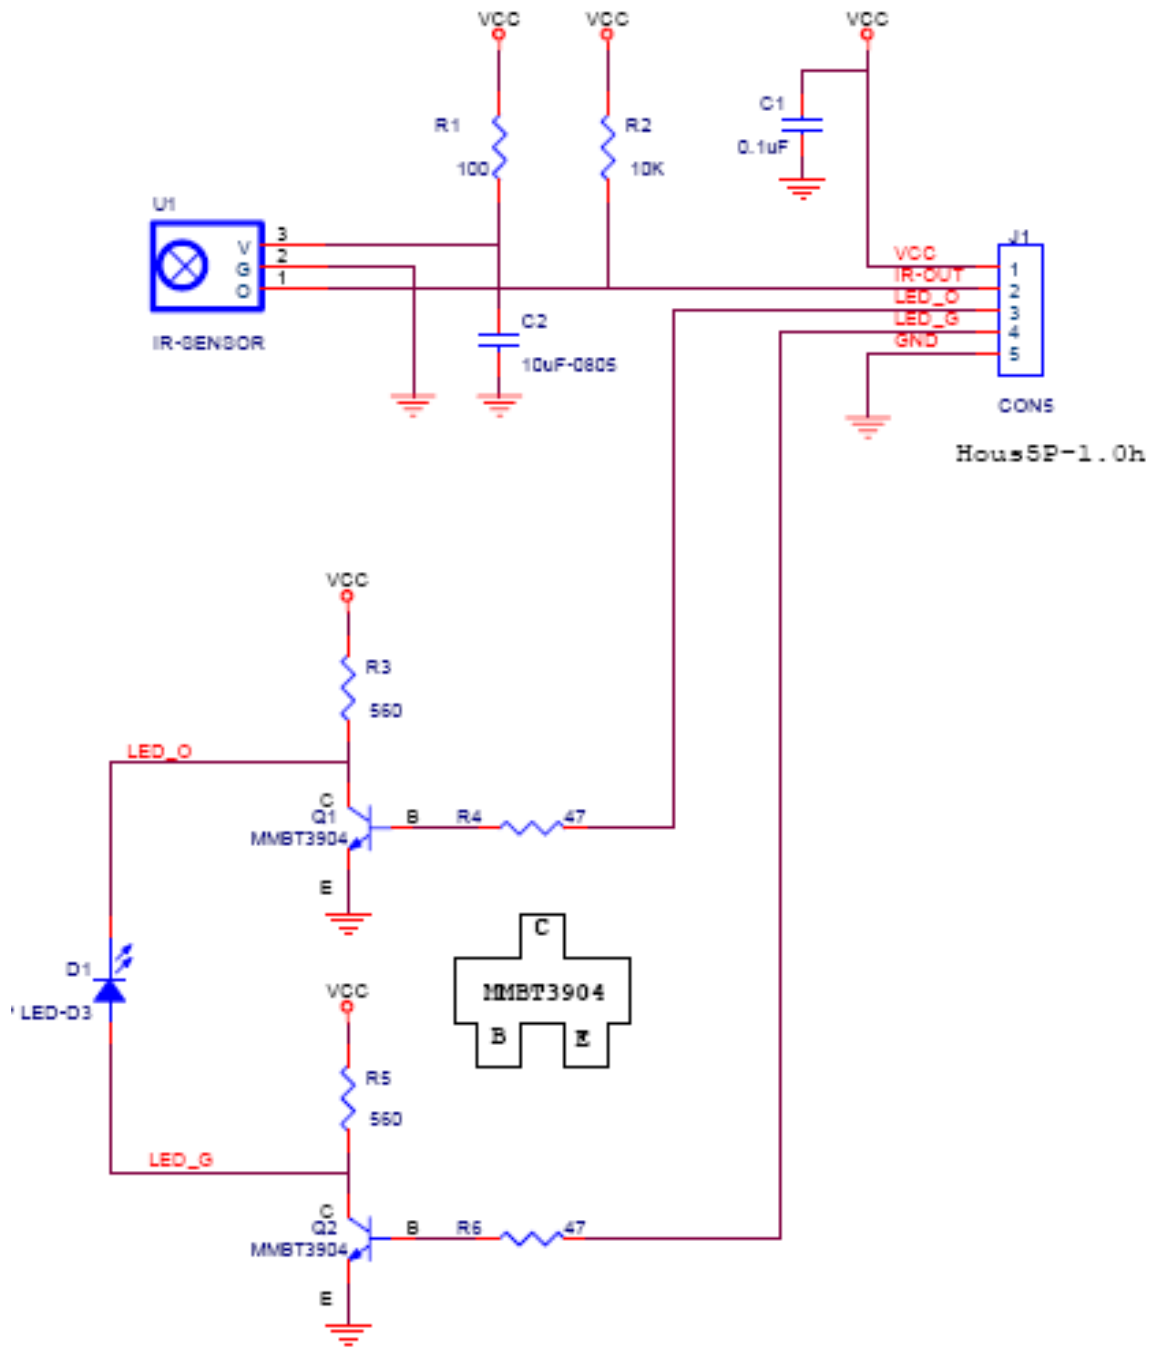 VCC
VCC
VCC
C1
0.1uF
R1
100
R2
10K
U1
V 3
G 2
O 1
IR-SENSOR
C2
10uF-0805
J1
VCC 1
IR-OUT 2
LED_O 3
LED_G 4
GND 5
CON5
Hous5P-1.0h
VCC
R3
560
LED_O
C
Q1
MMBT3904
B
R4
47
E
C
MMBT3904
B
E
D1
LED-D3
VCC
R5
560
LED_G
C
Q2
MMBT3904
B
R6
47
E